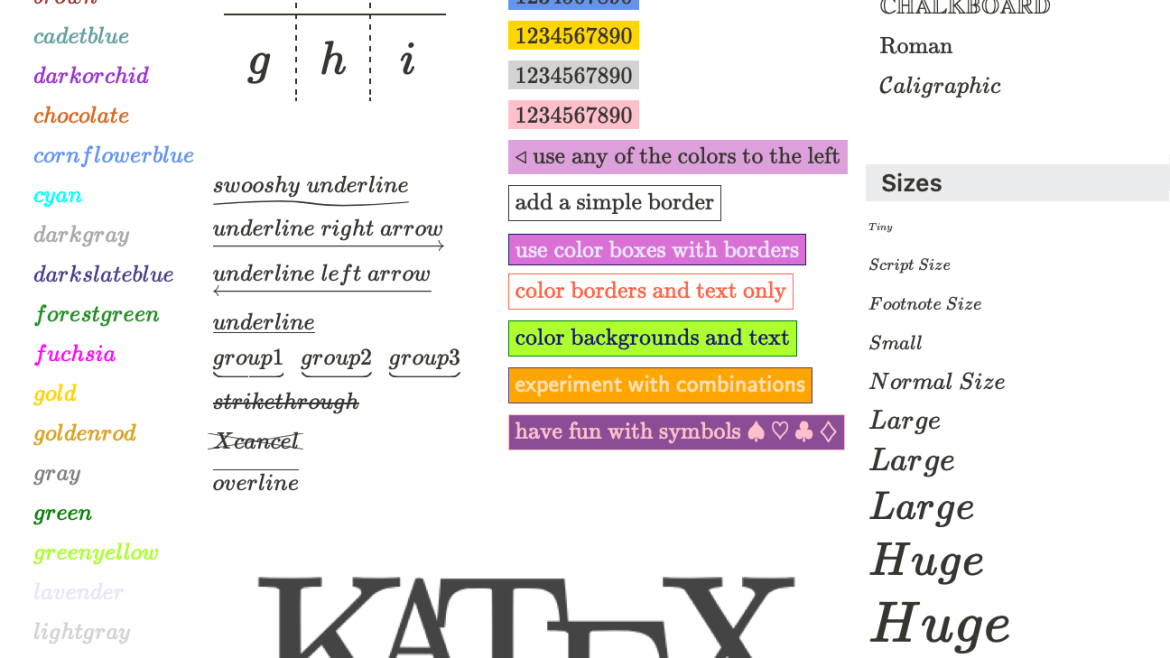 brown
cadetblue
darkorchid
chocolate
cornflowerblue
cyan
darkgray
darkslateblue
forestgreen
fuchsia
gold
goldenrod
gray
green
greenyellow
lavender
lightgray
g h i
swooshy underline
underline right arrow
underline left arrow
underline
group1 group2 group3
strikethrough
Xcancel
overline
1234567890
1234567890
1234567890
1234567890
◃ use any of the colors to the left
add a simple border
use color boxes with borders
color borders and text only
color backgrounds and text
experiment with combinations
have fun with symbols ♠ ♡ ♣ ♢
KATEX
CHALKBOARD
Roman
Caligraphic
Sizes
Tiny
Script Size
Footnote Size
Small
Normal Size
Large
Large
Large
Huge
Huge